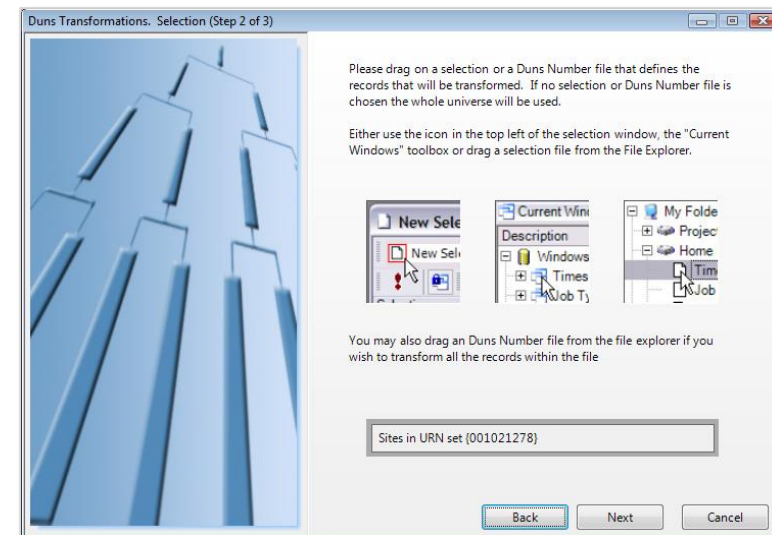 Duns Transformations. Selection (Step 2 of 3)
Please drag on a selection or a Duns Number file that defines the
records that will be transformed. If no selection or Duns Number file is
chosen the whole universe will be used.
Either use the icon in the top left of the selection window, the "Current
Windows" toolbox or drag a selection file from the File Explorer.
New Sele
New Sele
Current Wind
Description
Windows
Times
Job Ty
My Folde
Projec
Home
Tim
Job
You may also drag an Duns Number file from the file explorer if you
wish to transform all the records within the file
Sites in URN set {001021278}
Back Next Cancel